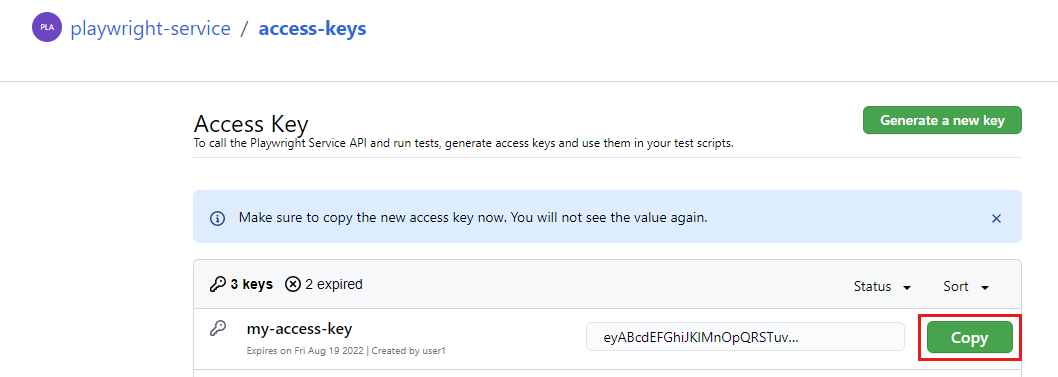 PLA playwright-service / access-keys
Access Key
Generate a new key
To call the Playwright Service API and run tests, generate access keys and use them in your test scripts.
Make sure to copy the new access key now. You will not see the value again.
3 keys 2 expired Status Sort
my-access-key
eyABcdEFGhiJKlMnOpQRSTuv...
Copy
Expires on Fri Aug 19 2022 | Created by user1